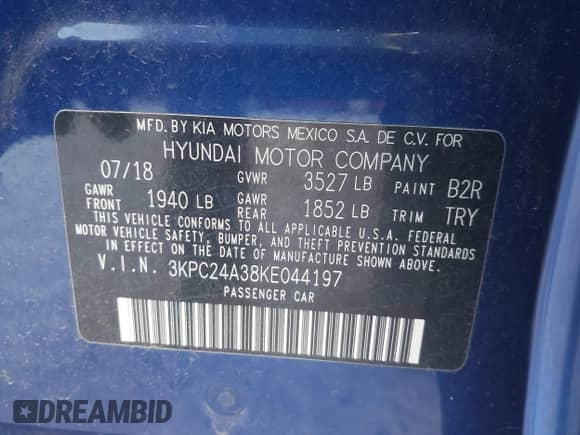 MFD. BY KIA MOTORS MEXICO S.A. DE C.V. FOR
HYUNDAI MOTOR COMPANY
07/18 GVWR 3527 LB PAINT B2R
GAWR FRONT 1940 LB GAWR REAR 1852 LB TRIM TRY
THIS VEHICLE CONFORMS TO ALL APPLICABLE U.S.A. FEDERAL
MOTOR VEHICLE SAFETY, BUMPER, AND THEFT PREVENTION STANDARDS
IN EFFECT ON THE DATE OF MANUFACTURE SHOWN ABOVE.
V.I.N. 3KPC24A38KE044197
PASSENGER CAR
DREAMBID